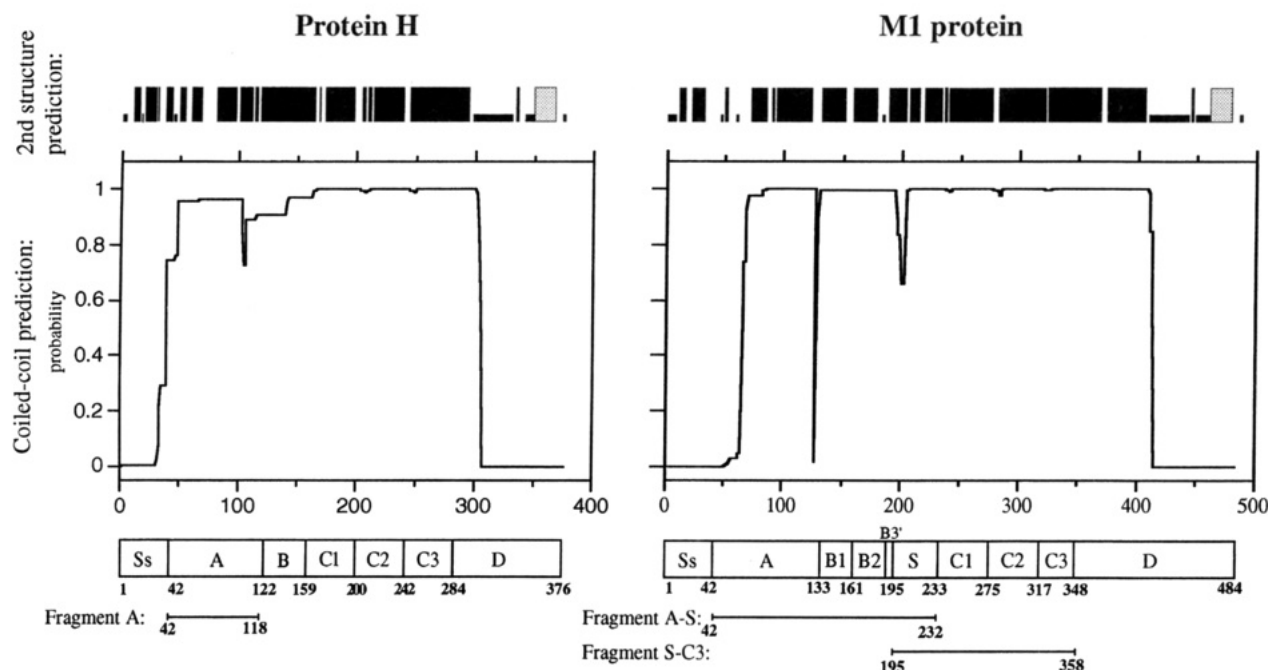 Protein H
M1 protein
2nd structure
prediction:
Coiled-coil prediction:
probability
1
0.8
0.6
0.4
0.2
0
0 100 200 300 400
0 100 200 300 400 500
Ss A B C1 C2 C3 D
1 42 122 159 200 242 284 376
Fragment A:
42 118
B3'
Ss A B1 B2 S C1 C2 C3 D
1 42 133 161 195 233 275 317 348 484
Fragment A-S:
42 232
Fragment S-C3:
195 358